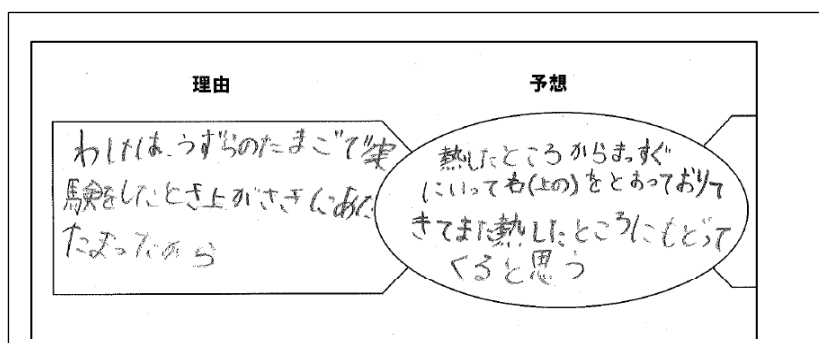 理由
わたしは、うずらのたまごで実
験をしたとき上がさきにあた
たまったから
予想
熱したところからまっすぐ
にいって右(上の)をとおっており
てきてまた熱したところにもどって
くると思う